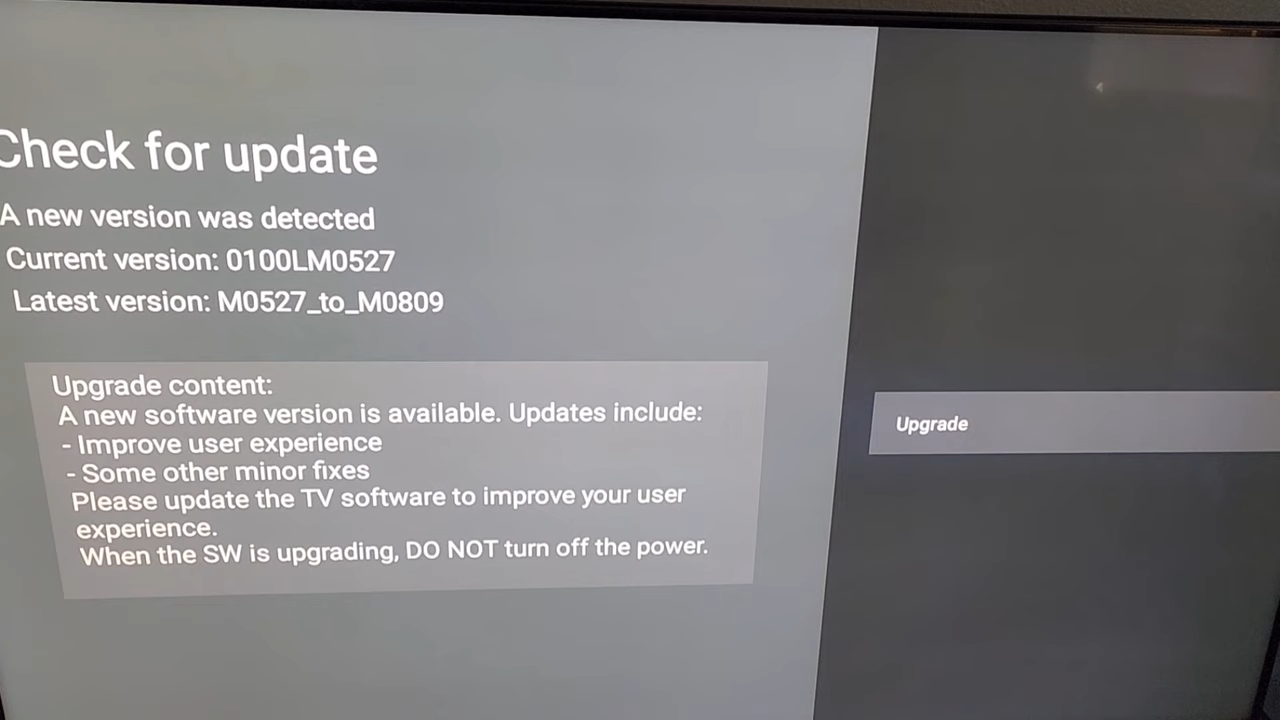 Check for update
A new version was detected
Current version: 0100LM0527
Latest version: M0527_to_M0809
Upgrade content:
A new software version is available. Updates include:
- Improve user experience
- Some other minor fixes
Please update the TV software to improve your user
experience.
When the SW is upgrading, DO NOT turn off the power.
Upgrade